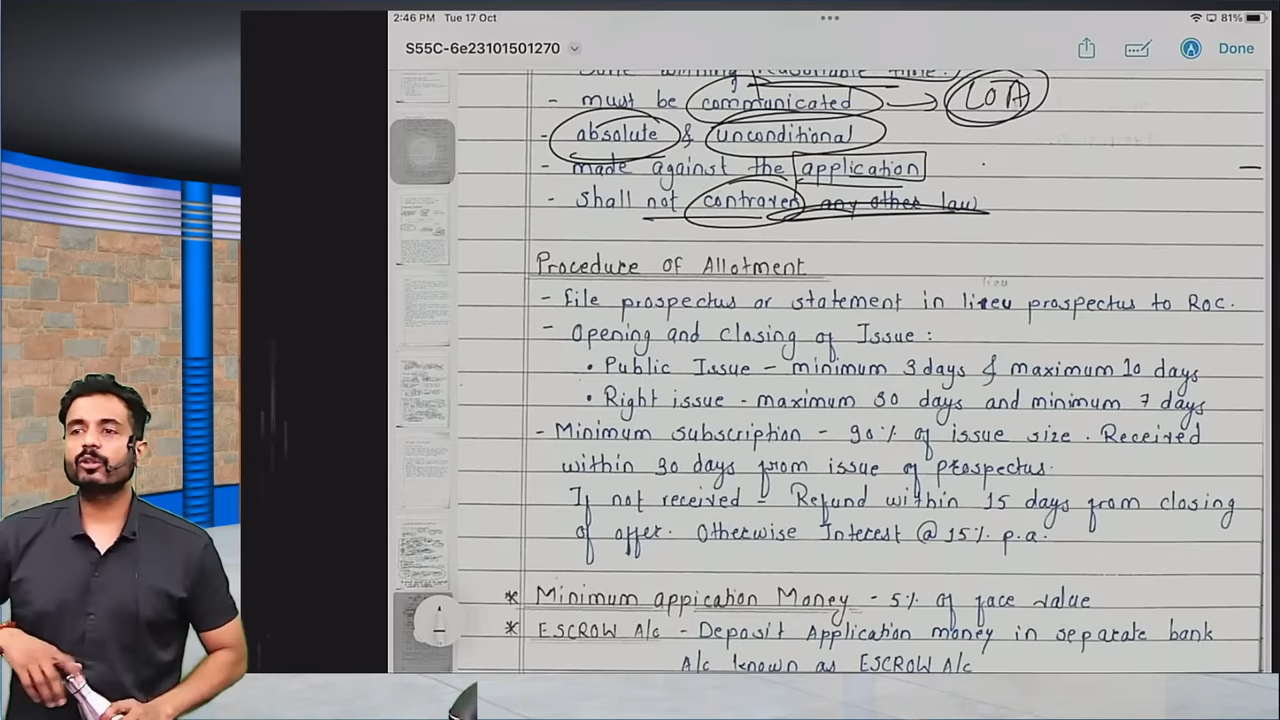 2:46 PM Tue 17 Oct
81%
S55C-6e23101501270
Done
reasonable time.
- must be communicated → LOA
- absolute & unconditional
- made against the application
- Shall not contraven any other law
Procedure of Allotment
lieu
- File prospectus or statement in lireu prospectus to ROC.
- Opening and closing of Issue :
• Public Issue - minimum 3 days & maximum 10 days
• Right issue - maximum 30 days and minimum 7 days
- Minimum subscription - 90% of issue size. Received
within 30 days from issue of prospectus.
If not received - Refund within 15 days from closing
of offer. Otherwise Interest @ 15% p.a.
* Minimum appication Money - 5% of face value
* ESCROW A/c - Deposit Application money in separate bank
A/c known as ESCROW A/c